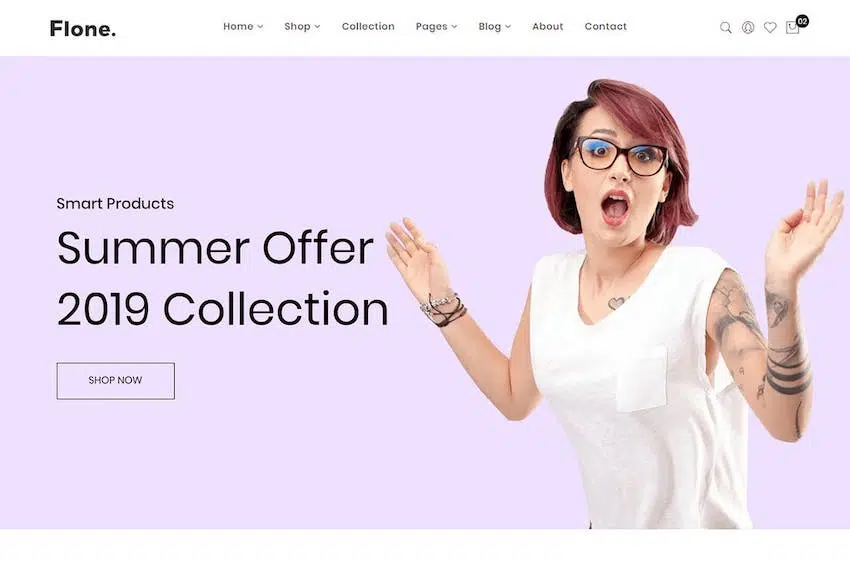 Flone.
Home Shop Collection Pages Blog About Contact
02
Smart Products
Summer Offer
2019 Collection
SHOP NOW